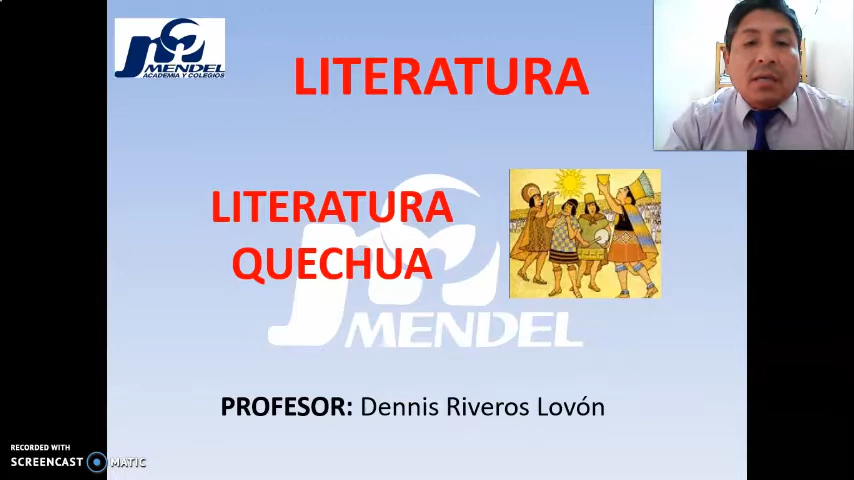 MENDEL
ACADEMIA Y COLEGIOS
LITERATURA
LITERATURA
QUECHUA
MENDEL
PROFESOR: Dennis Riveros Lovón
RECORDED WITH
SCREENCAST MATIC